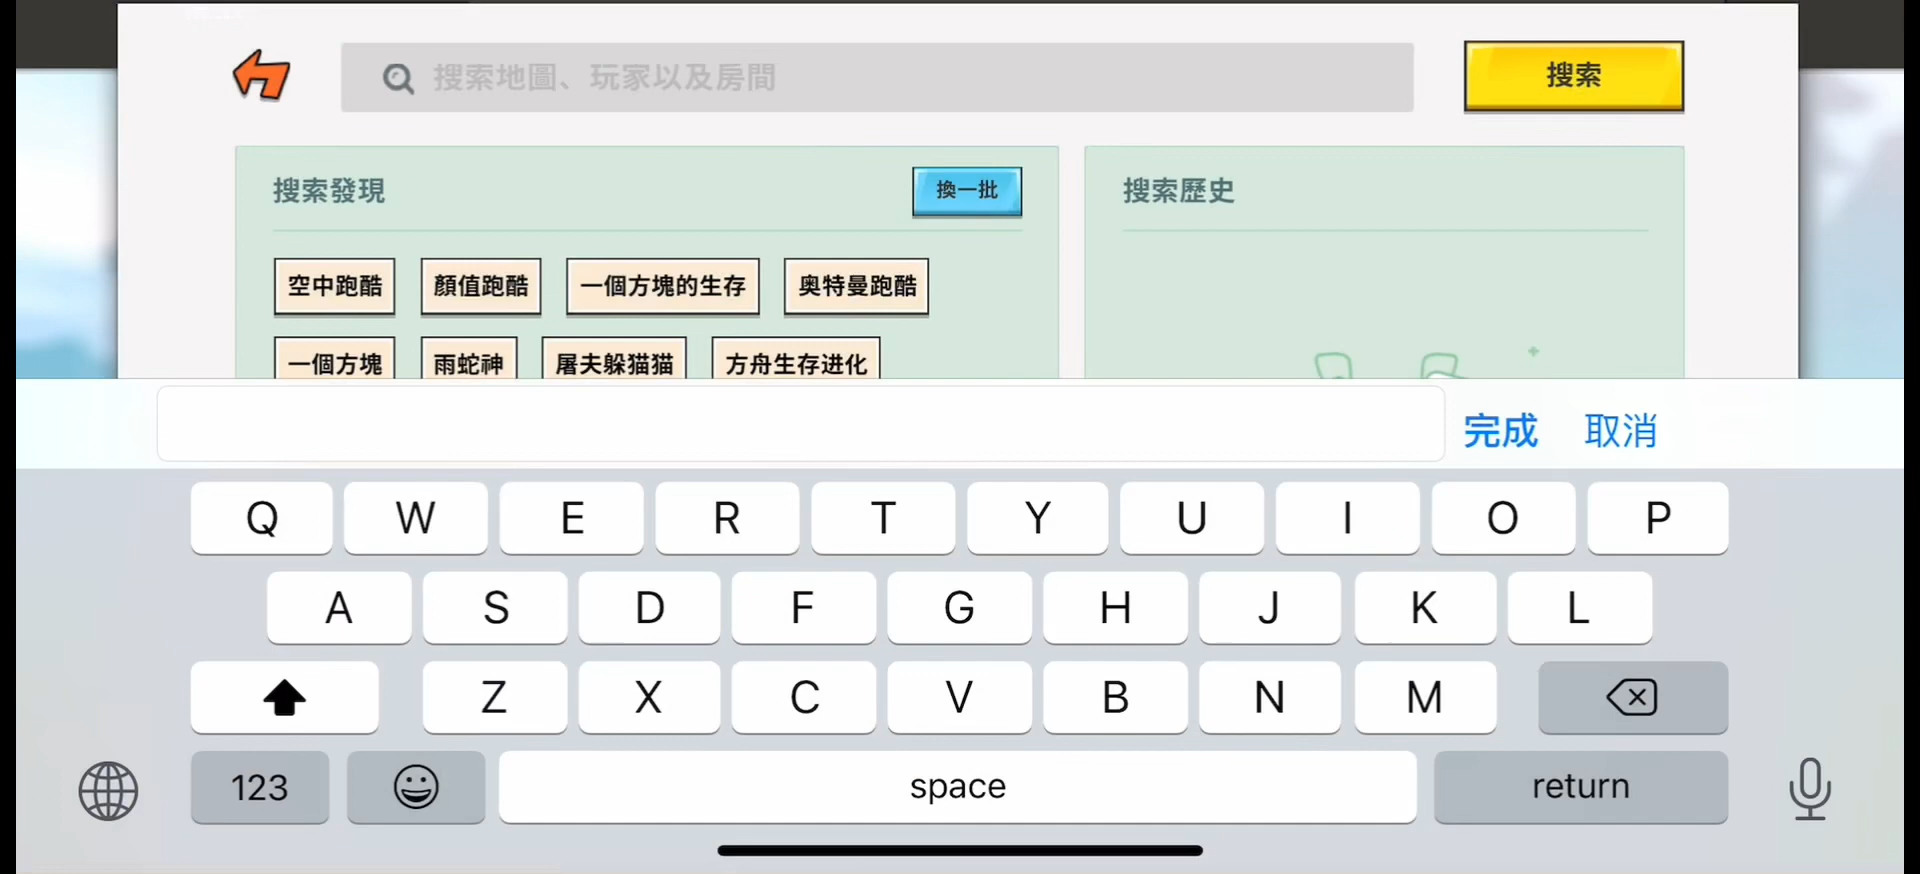 搜索地圖、玩家以及房間
搜索
搜索發現
換一批
搜索歷史
空中跑酷 顏值跑酷 一個方塊的生存 奧特曼跑酷
一個方塊 雨蛇神 屠夫躲猫猫 方舟生存进化
完成 取消
Q W E R T Y U I O P
A S D F G H J K L
Z X C V B N M
123 space return